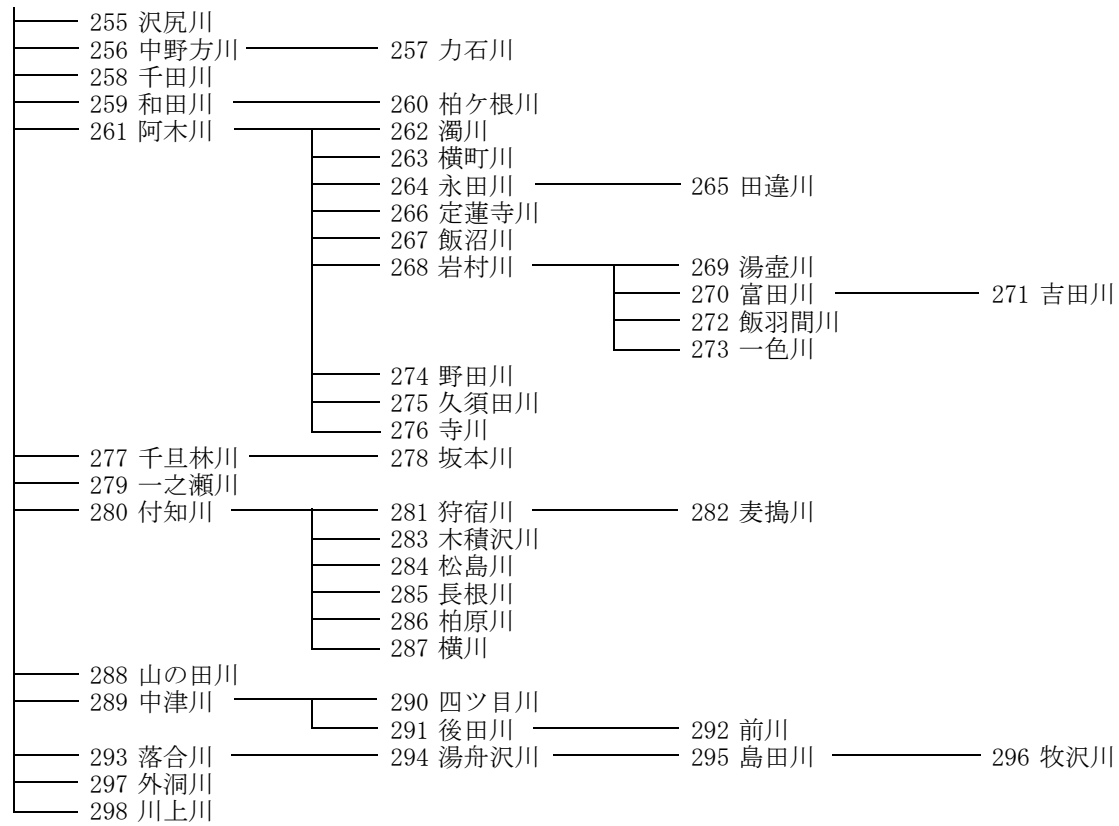 255 沢尻川
256 中野方川 257 力石川
258 千田川
259 和田川 260 柏ケ根川
261 阿木川 262 濁川
263 横町川
264 永田川 265 田違川
266 定蓮寺川
267 飯沼川
268 岩村川 269 湯壺川
270 富田川 271 吉田川
272 飯羽間川
273 一色川
274 野田川
275 久須田川
276 寺川
277 千旦林川 278 坂本川
279 一之瀬川
280 付知川 281 狩宿川 282 麦搗川
283 木積沢川
284 松島川
285 長根川
286 柏原川
287 横川
288 山の田川
289 中津川 290 四ツ目川
291 後田川 292 前川
293 落合川 294 湯舟沢川 295 島田川 296 牧沢川
297 外洞川
298 川上川